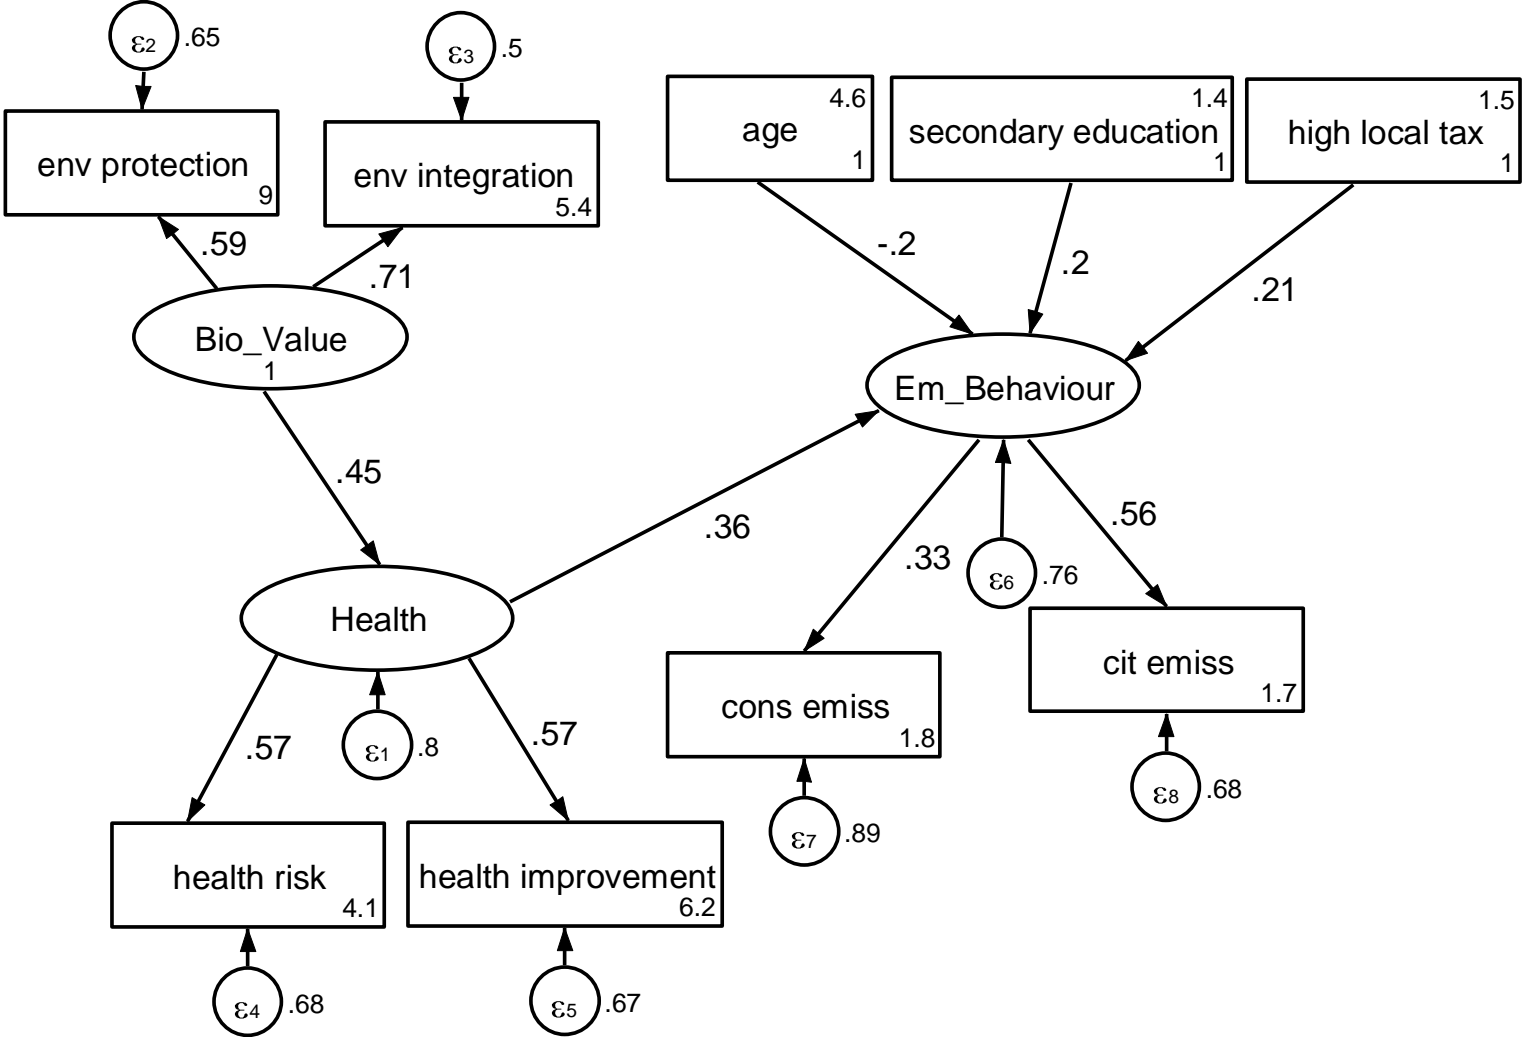 ε2 .65
ε3 .5
env protection
9
env integration
5.4
4.6
age
1
1.4
secondary education
1
1.5
high local tax
1
.59
.71
-.2
.2
.21
Bio_Value
1
Em_Behaviour
.45
.36
.33
.56
ε6 .76
Health
cit emiss
1.7
cons emiss
1.8
.57
.57
ε1 .8
ε8 .68
ε7 .89
health risk
4.1
health improvement
6.2
ε4 .68
ε5 .67